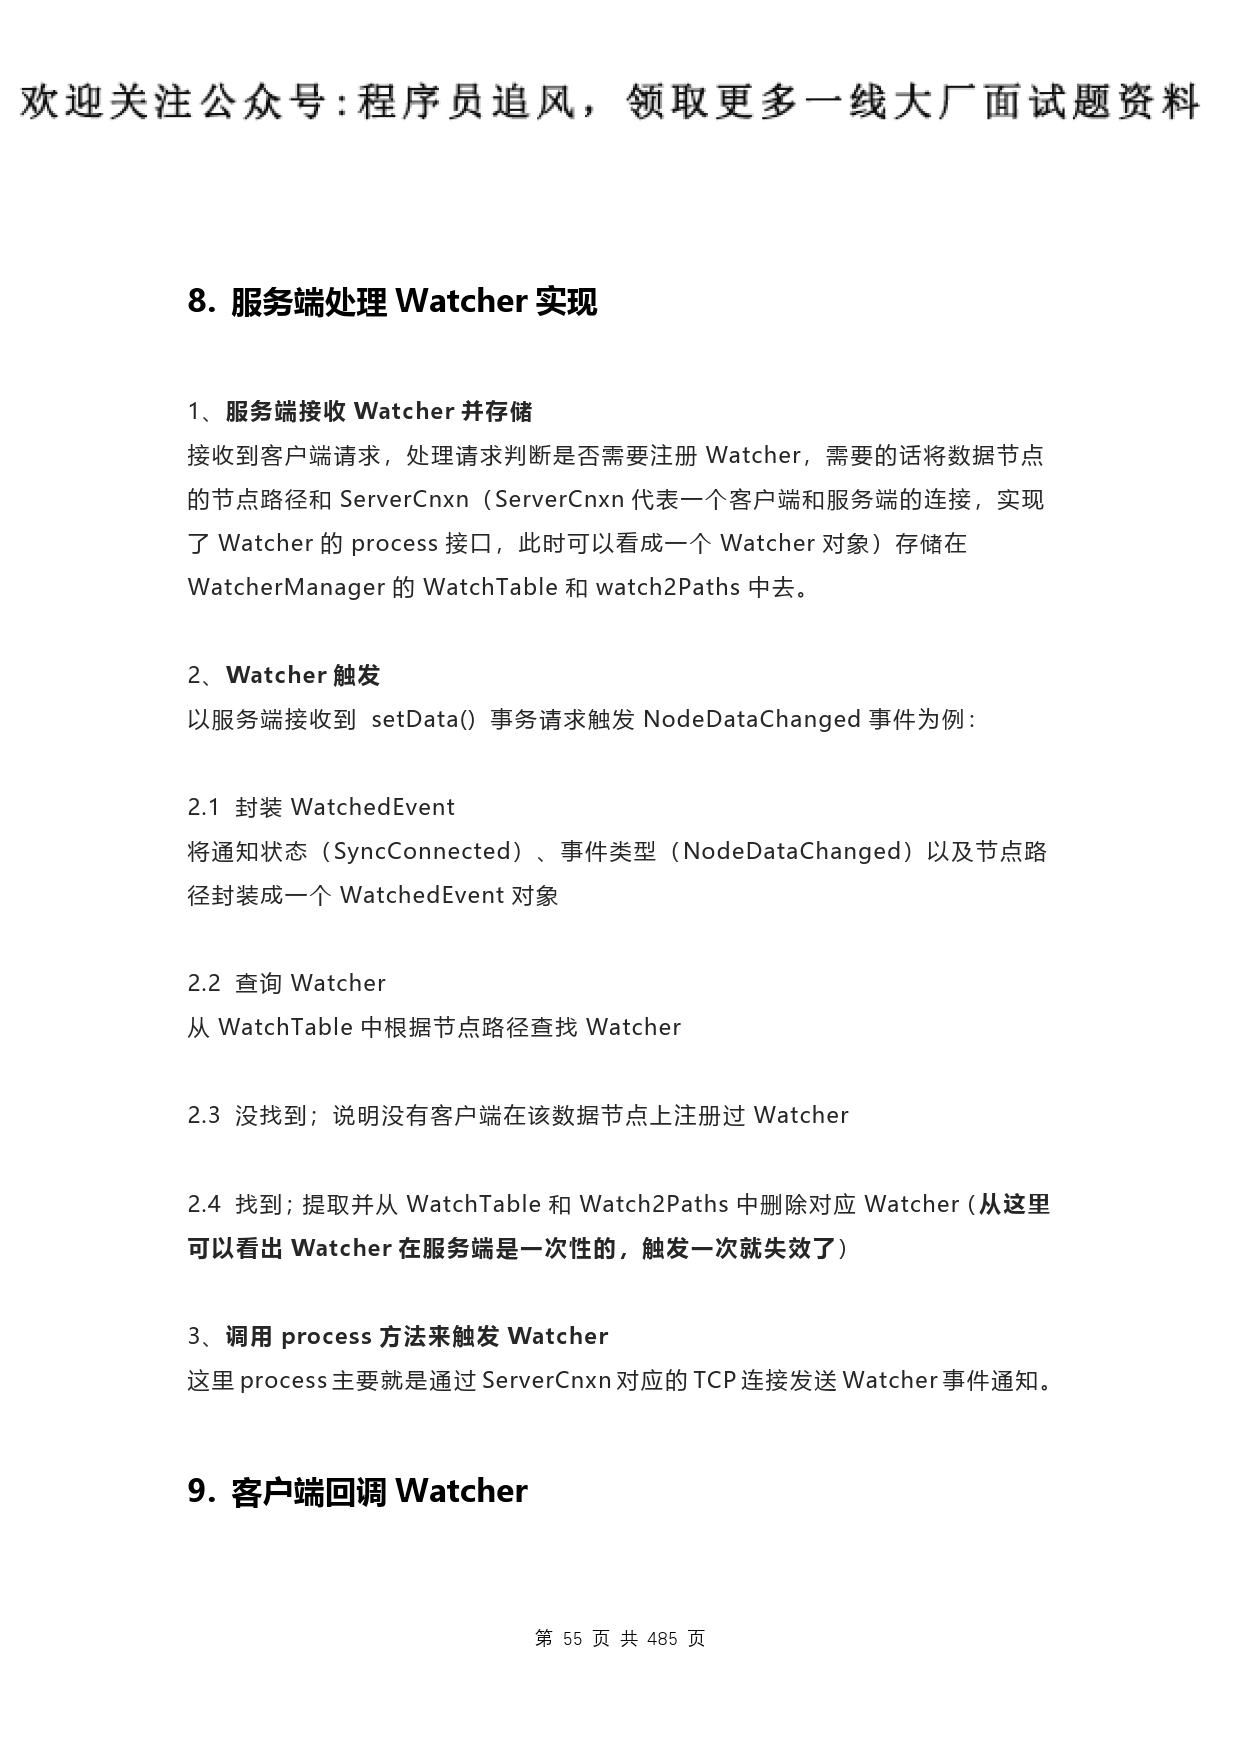 欢迎关注公众号:程序员追风，领取更多一线大厂面试题资料
8. 服务端处理 Watcher 实现
1、服务端接收 Watcher 并存储
接收到客户端请求，处理请求判断是否需要注册 Watcher，需要的话将数据节点
的节点路径和 ServerCnxn（ServerCnxn 代表一个客户端和服务端的连接，实现
了 Watcher 的 process 接口，此时可以看成一个 Watcher 对象）存储在
WatcherManager 的 WatchTable 和 watch2Paths 中去。
2、Watcher 触发
以服务端接收到 setData() 事务请求触发 NodeDataChanged 事件为例：
2.1 封装 WatchedEvent
将通知状态（SyncConnected）、事件类型（NodeDataChanged）以及节点路
径封装成一个 WatchedEvent 对象
2.2 查询 Watcher
从 WatchTable 中根据节点路径查找 Watcher
2.3 没找到；说明没有客户端在该数据节点上注册过 Watcher
2.4 找到；提取并从 WatchTable 和 Watch2Paths 中删除对应 Watcher（从这里
可以看出 Watcher 在服务端是一次性的，触发一次就失效了）
3、调用 process 方法来触发 Watcher
这里 process 主要就是通过 ServerCnxn 对应的 TCP 连接发送 Watcher 事件通知。
9. 客户端回调 Watcher
第 55 页 共 485 页